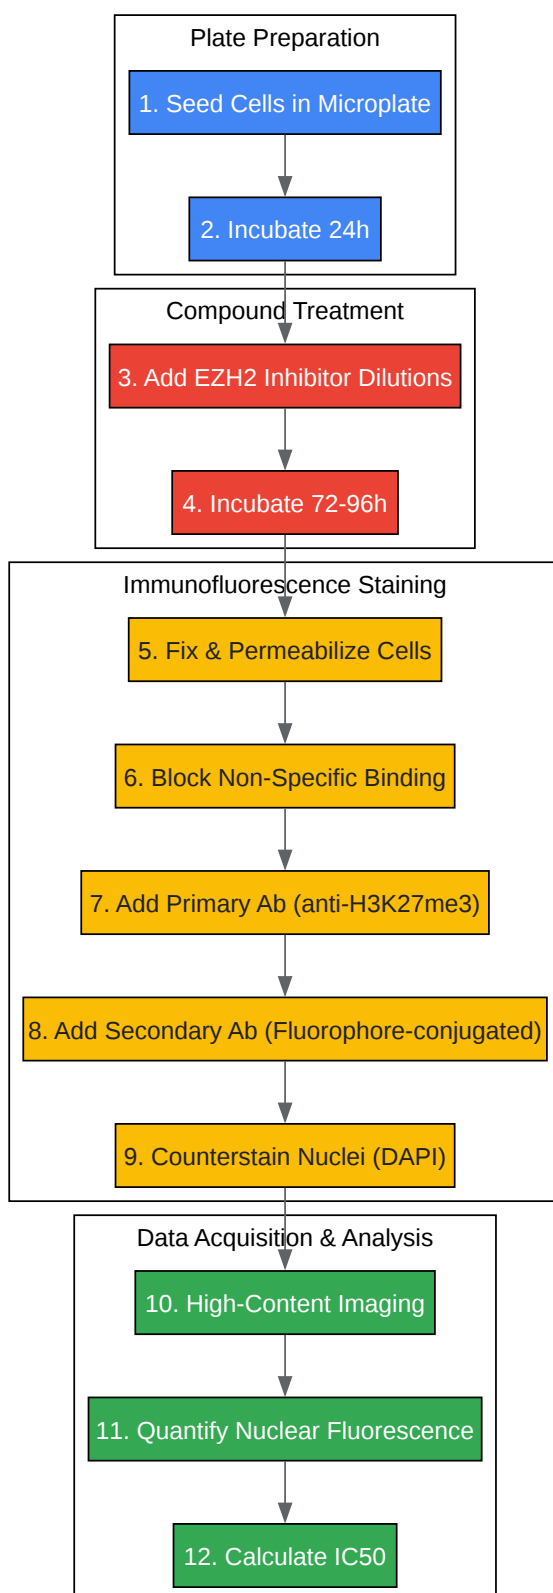 Plate Preparation
1. Seed Cells in Microplate
2. Incubate 24h
Compound Treatment
3. Add EZH2 Inhibitor Dilutions
4. Incubate 72-96h
Immunofluorescence Staining
5. Fix & Permeabilize Cells
6. Block Non-Specific Binding
7. Add Primary Ab (anti-H3K27me3)
8. Add Secondary Ab (Fluorophore-conjugated)
9. Counterstain Nuclei (DAPI)
Data Acquisition & Analysis
10. High-Content Imaging
11. Quantify Nuclear Fluorescence
12. Calculate IC50